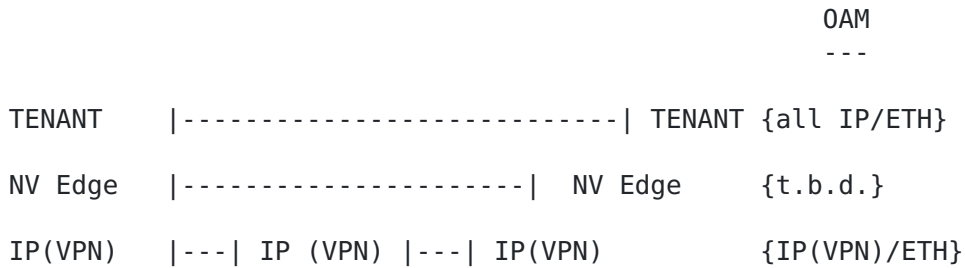 OAM
---
TENANT |----------------------------| TENANT {all IP/ETH}
NV Edge |----------------------| NV Edge {t.b.d.}
IP(VPN) |---| IP (VPN) |---| IP(VPN) {IP(VPN)/ETH}